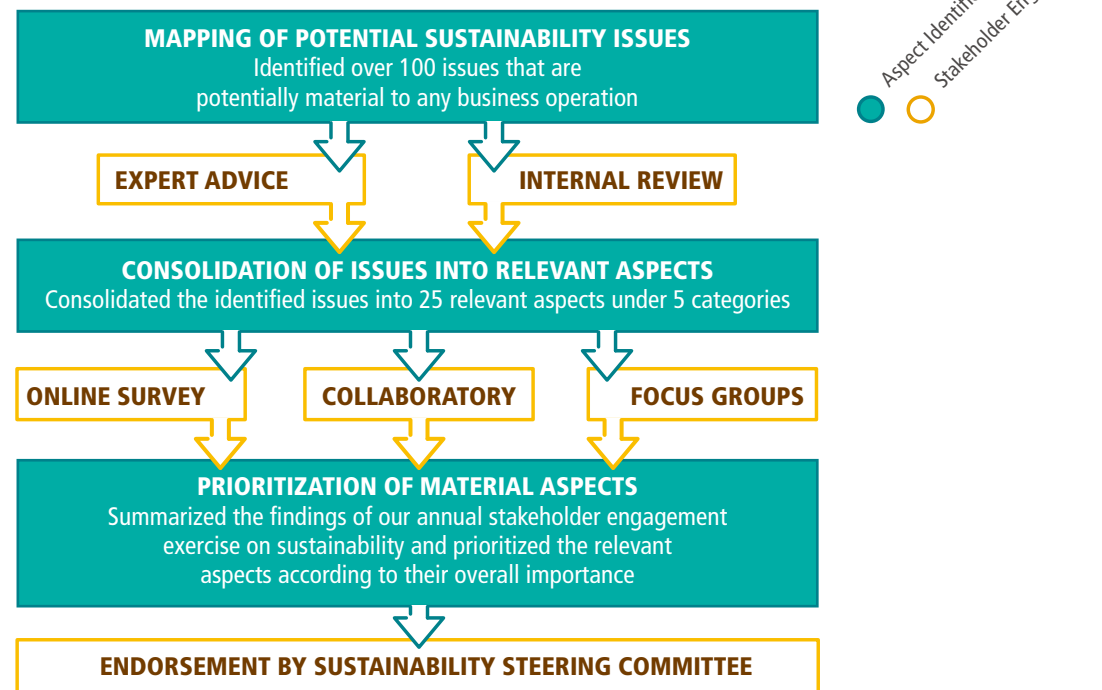 MAPPING OF POTENTIAL SUSTAINABILITY ISSUES
Identified over 100 issues that are
potentially material to any business operation
Aspect
Stakeholder
EXPERT ADVICE
INTERNAL REVIEW
CONSOLIDATION OF ISSUES INTO RELEVANT ASPECTS
Consolidated the identified issues into 25 relevant aspects under 5 categories
ONLINE SURVEY
COLLABORATORY
FOCUS GROUPS
PRIORITIZATION OF MATERIAL ASPECTS
Summarized the findings of our annual stakeholder engagement
exercise on sustainability and prioritized the relevant
aspects according to their overall importance
ENDORSEMENT BY SUSTAINABILITY STEERING COMMITTEE